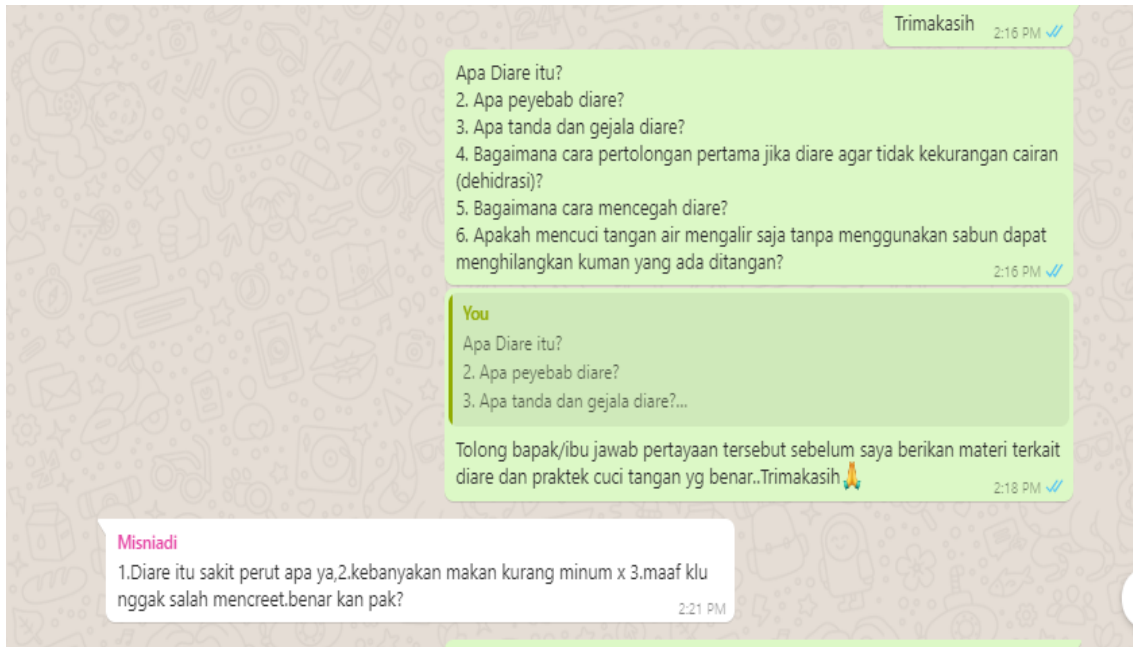 Trimakasih
2:16 PM
Apa Diare itu?
2. Apa peyebab diare?
3. Apa tanda dan gejala diare?
4. Bagaimana cara pertolongan pertama jika diare agar tidak kekurangan cairan
(dehidrasi)?
5. Bagaimana cara mencegah diare?
6. Apakah mencuci tangan air mengalir saja tanpa menggunakan sabun dapat
menghilangkan kuman yang ada ditangan?
2:16 PM
You
Apa Diare itu?
2. Apa peyebab diare?
3. Apa tanda dan gejala diare?...
Tolong bapak/ibu jawab pertayaan tersebut sebelum saya berikan materi terkait
diare dan praktek cuci tangan yg benar..Trimakasih🙏
2:18 PM
Misniadi
1.Diare itu sakit perut apa ya,2.kebanyakan makan kurang minum x 3.maaf klu
nggak salah mencreet.benar kan pak?
2:21 PM